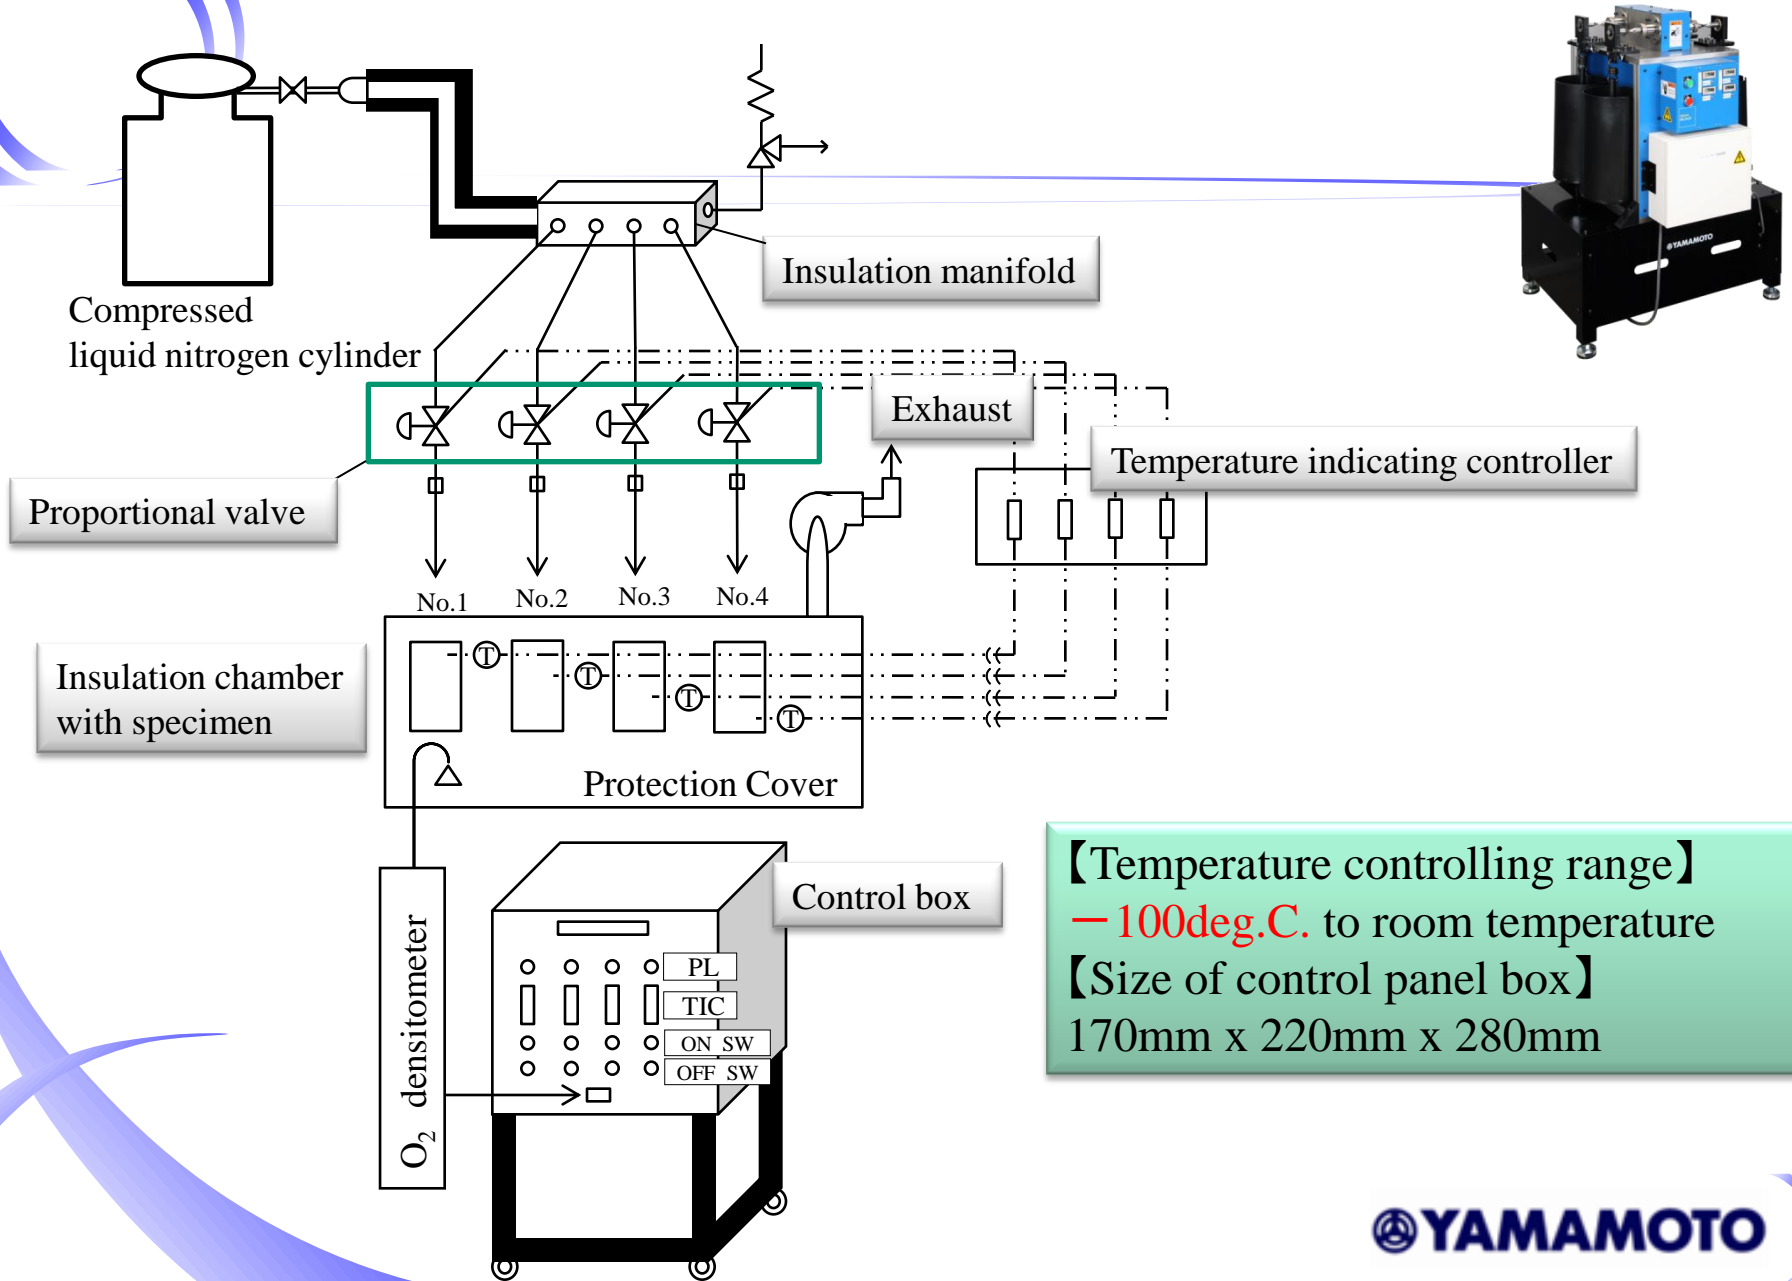 Compressed
liquid nitrogen cylinder
Insulation manifold
Exhaust
Temperature indicating controller
Proportional valve
No.1
No.2
No.3
No.4
Insulation chamber
with specimen
T
T
T
T
Protection Cover
Control box
O₂ densitometer
PL
TIC
ON SW
OFF SW
【Temperature controlling range】
－100deg.C. to room temperature
【Size of control panel box】
170mm x 220mm x 280mm
YAMAMOTO
YAMAMOTO